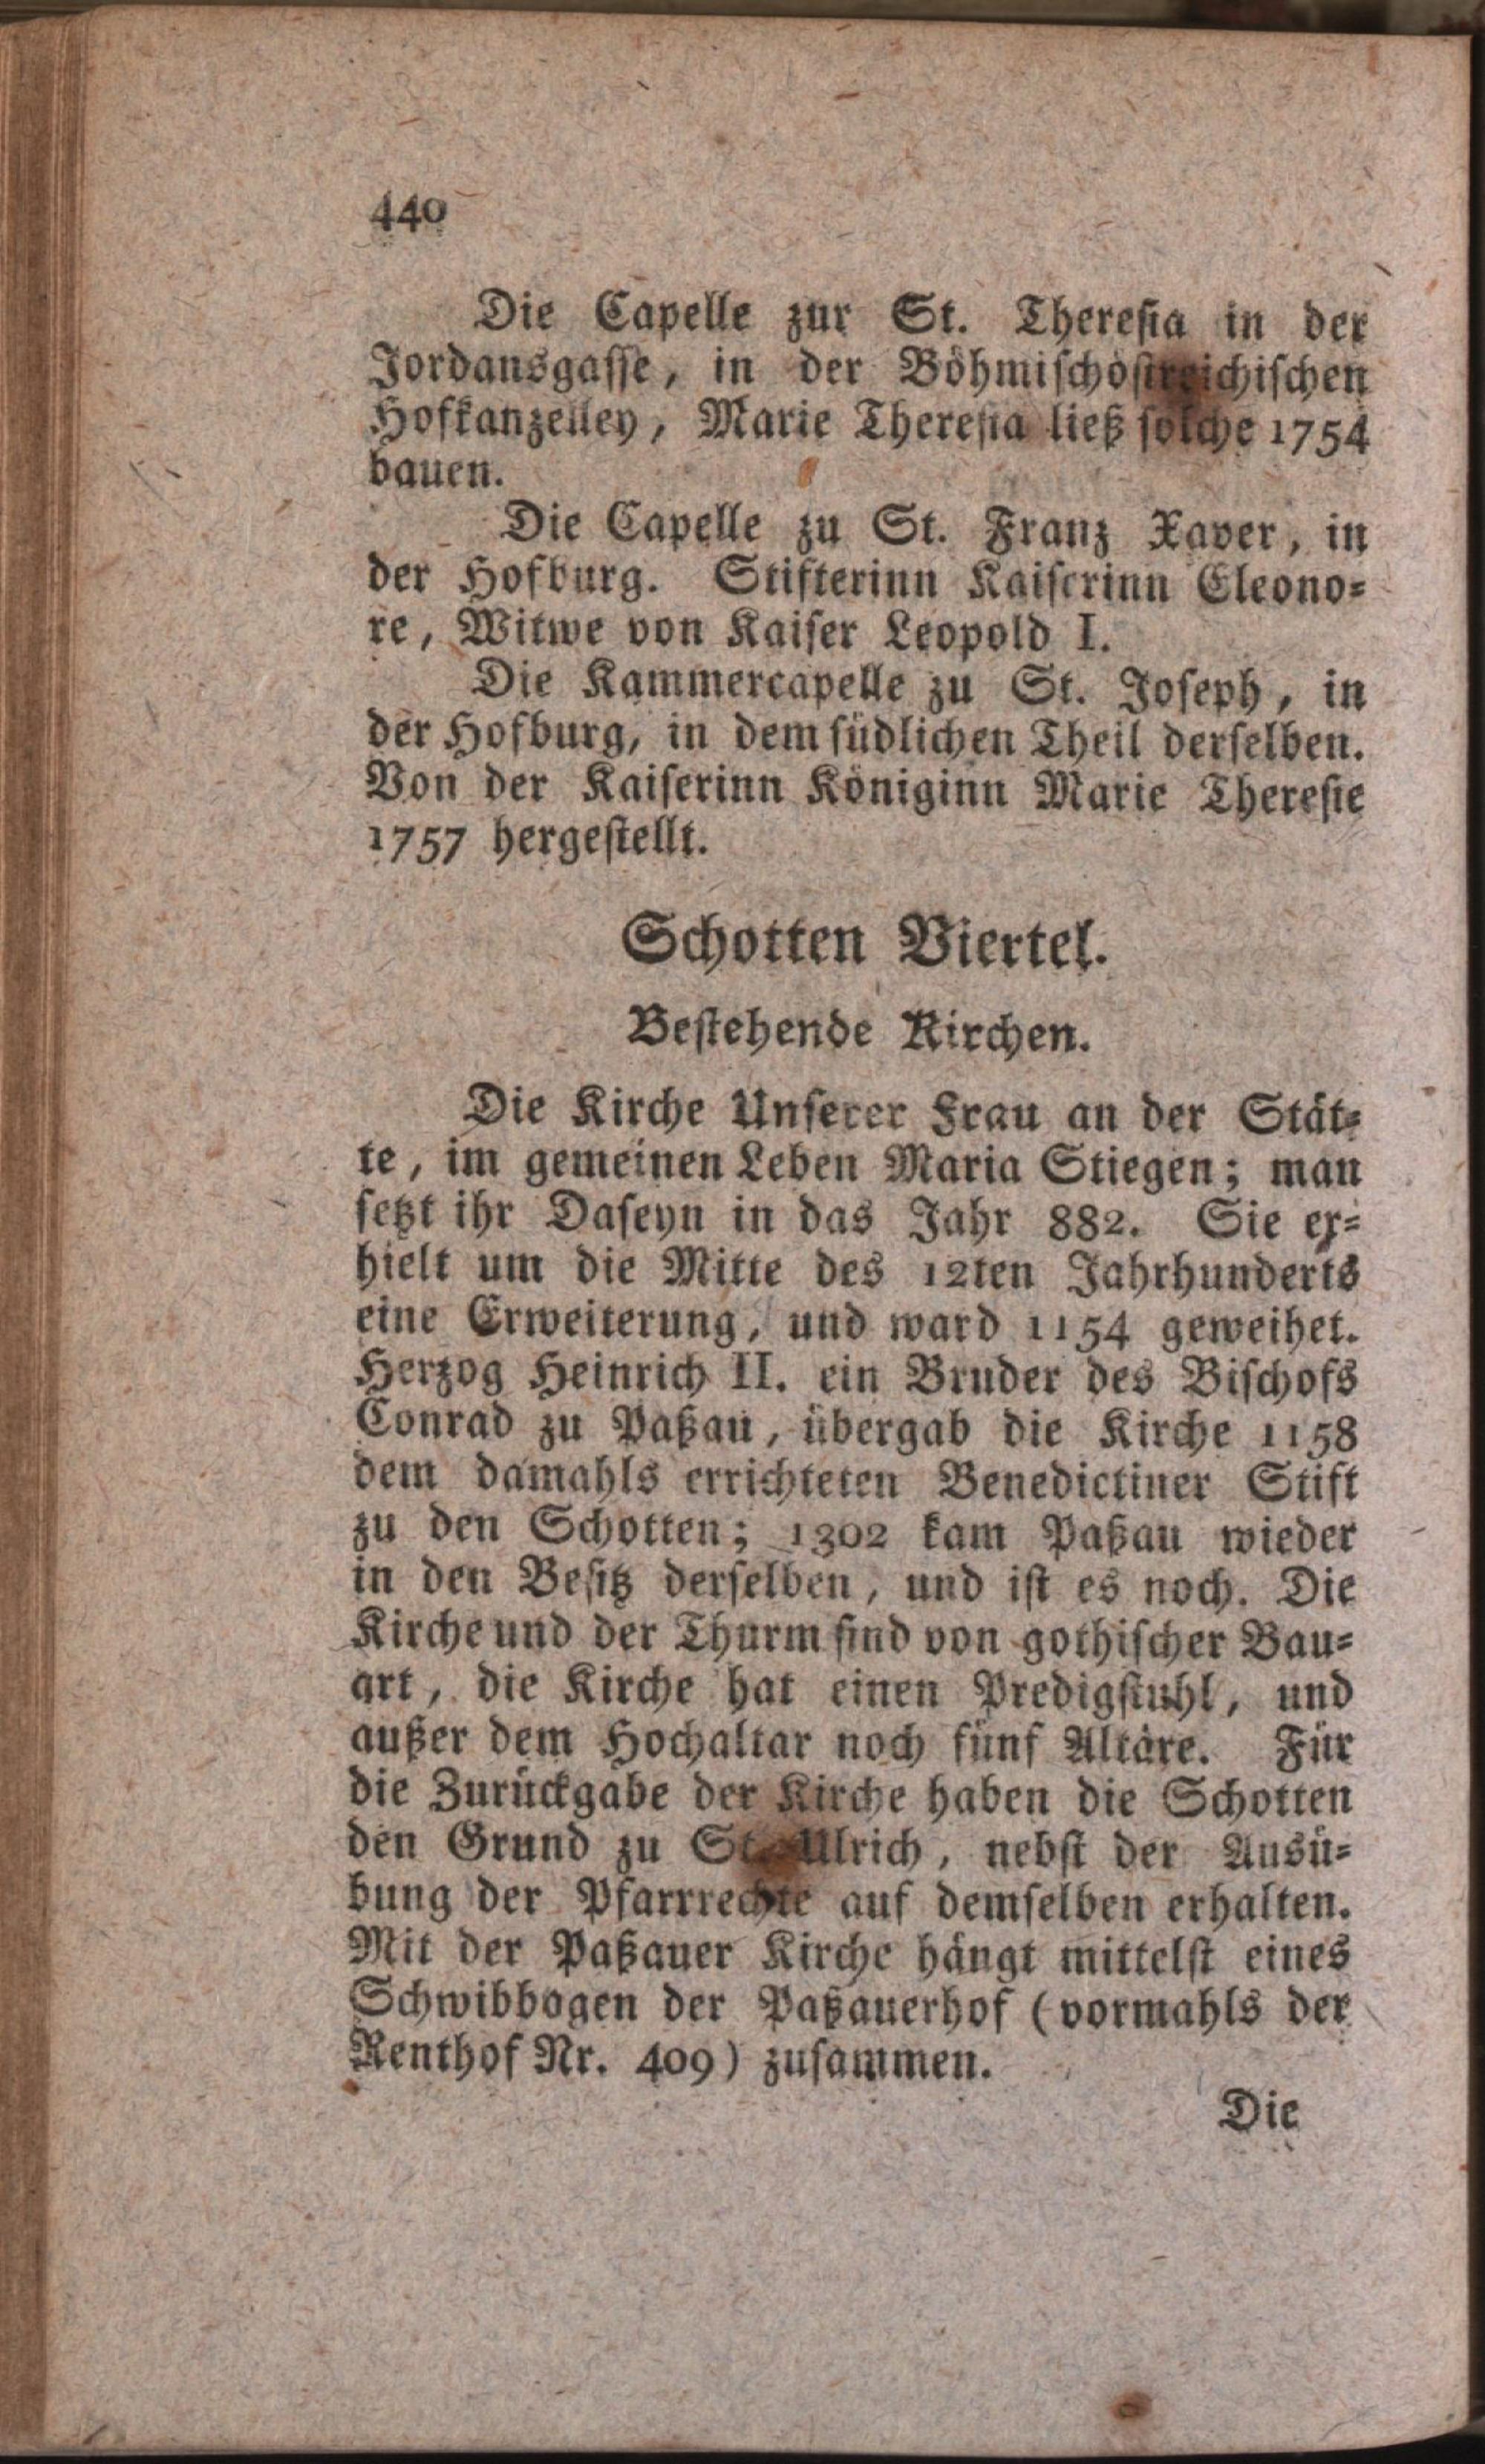 440
Die Capelle zur St. Theresia in der
Jordansgasse, in der Böhmischöstreichischen
Hofkanzelley, Marie Theresia ließ solche 1754
bauen.
Die Capelle zu St. Franz Xaver, in
der Hofburg. Stifterinn Kaiserinn Eleono=
re, Witwe von Kaiser Leopold I.
Die Kammercapelle zu St. Joseph, in
der Hofburg, in dem südlichen Theil derselben.
Von der Kaiserinn Königinn Marie Theresie
1757 hergestellt.
Schotten Viertel.
Bestehende Kirchen.
Die Kirche Unserer Frau an der Stät=
te, im gemeinen Leben Maria Stiegen; man
setzt ihr Daseyn in das Jahr 882. Sie er=
hielt um die Mitte des 12ten Jahrhunderts
eine Erweiterung, und ward 1154 geweihet.
Herzog Heinrich II. ein Bruder des Bischofs
Conrad zu Paßau, übergab die Kirche 1158
dem damahls errichteten Benedictiner Stift
zu den Schotten; 1302 kam Paßau wieder
in den Besitz derselben, und ist es noch. Die
Kirche und der Thurm sind von gothischer Bau=
art, die Kirche hat einen Predigstuhl, und
außer dem Hochaltar noch fünf Altäre. Für
die Zurückgabe der Kirche haben die Schotten
den Grund zu St. Ulrich, nebst der Ausü=
bung der Pfarrrechte auf demselben erhalten.
Mit der Paßauer Kirche hängt mittelst eines
Schwibbogen der Paßauerhof (vormahls der
Renthof Nr. 409) zusammen.
Die